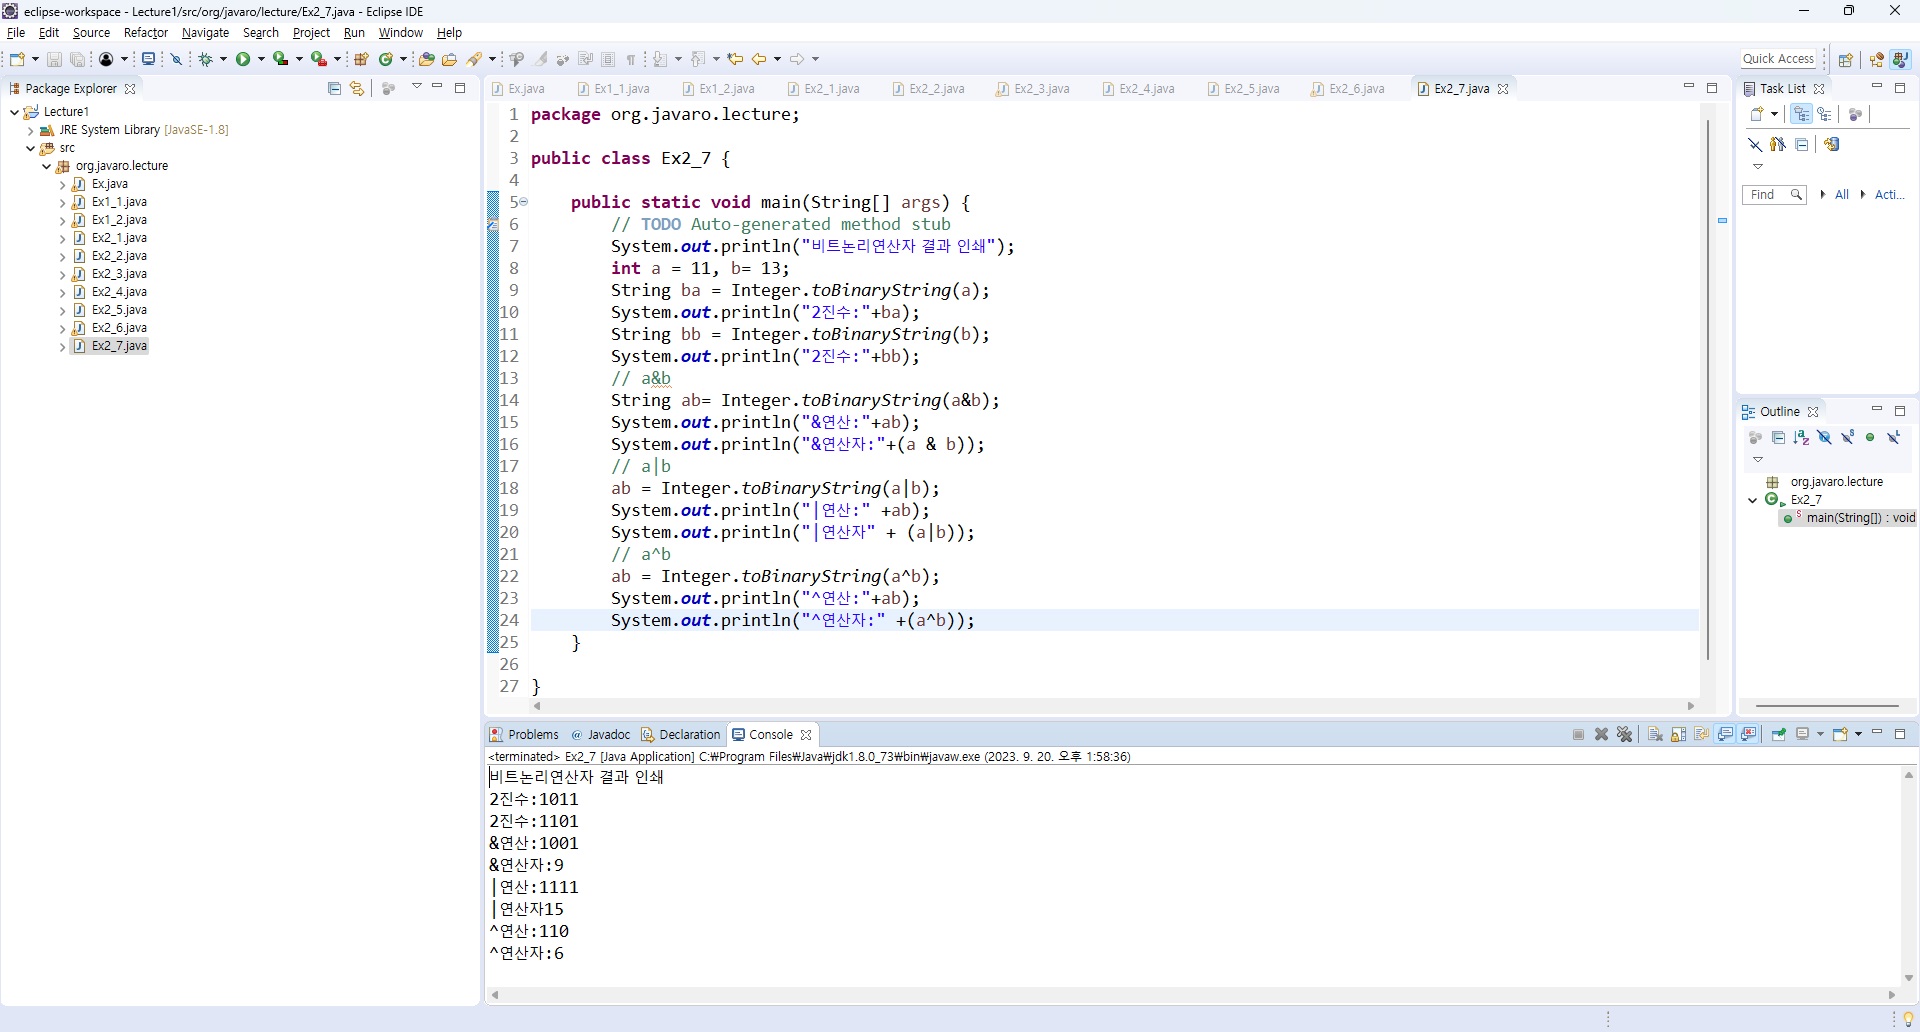 eclipse-workspace - Lecture1/src/org/javaro/lecture/Ex2_7.java - Eclipse IDE
File Edit Source Refactor Navigate Search Project Run Window Help
Quick Access
Package Explorer
Lecture1
JRE System Library [JavaSE-1.8]
src
org.javaro.lecture
Ex.java
Ex1_1.java
Ex1_2.java
Ex2_1.java
Ex2_2.java
Ex2_3.java
Ex2_4.java
Ex2_5.java
Ex2_6.java
Ex2_7.java
Ex.java Ex1_1.java Ex1_2.java Ex2_1.java Ex2_2.java Ex2_3.java Ex2_4.java Ex2_5.java Ex2_6.java Ex2_7.java
1 package org.javaro.lecture;
2
3 public class Ex2_7 {
4
5 public static void main(String[] args) {
6 // TODO Auto-generated method stub
7 System.out.println("비트논리연산자 결과 인쇄");
8 int a = 11, b= 13;
9 String ba = Integer.toBinaryString(a);
10 System.out.println("2진수:"+ba);
11 String bb = Integer.toBinaryString(b);
12 System.out.println("2진수:"+bb);
13 // a&b
14 String ab= Integer.toBinaryString(a&b);
15 System.out.println("&연산:"+ab);
16 System.out.println("&연산자:"+(a & b));
17 // a|b
18 ab = Integer.toBinaryString(a|b);
19 System.out.println("|연산:" +ab);
20 System.out.println("|연산자" + (a|b));
21 // a^b
22 ab = Integer.toBinaryString(a^b);
23 System.out.println("^연산:"+ab);
24 System.out.println("^연산자:" +(a^b));
25 }
26
27 }
Task List
Find All Acti...
Outline
org.javaro.lecture
Ex2_7
main(String[]) : void
Problems Javadoc Declaration Console
<terminated> Ex2_7 [Java Application] C:₩Program Files₩Java₩jdk1.8.0_73₩bin₩javaw.exe (2023. 9. 20. 오후 1:58:36)
비트논리연산자 결과 인쇄
2진수:1011
2진수:1101
&연산:1001
&연산자:9
|연산:1111
|연산자15
^연산:110
^연산자:6